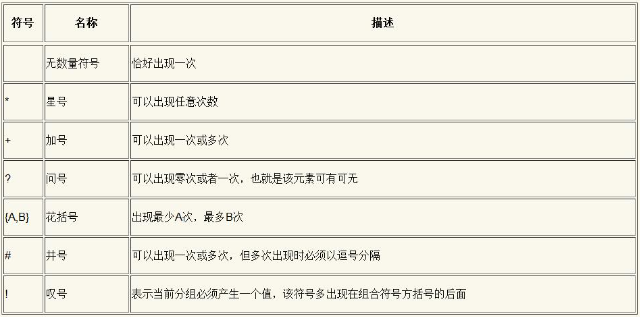 符号 名称 描述
无数量符号 恰好出现一次
* 星号 可以出现任意次数
+ 加号 可以出现一次或多次
? 问号 可以出现零次或者一次，也就是该元素可有可无
{A,B} 花括号 出现最少A次，最多B次
# 井号 可以出现一次或多次，但多次出现时必须以逗号分隔
! 叹号 表示当前分组必须产生一个值，该符号多出现在组合符号方括号的后面